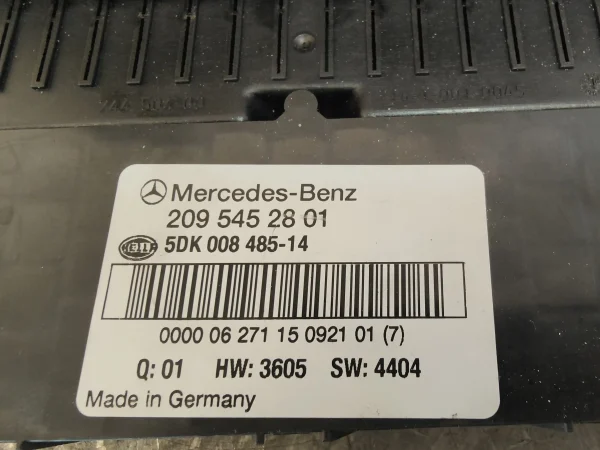 Mercedes-Benz
209 545 28 01
HELLA 5DK 008 485-14
0000 06 271 15 0921 01 (7)
Q: 01 HW: 3605 SW: 4404
Made in Germany